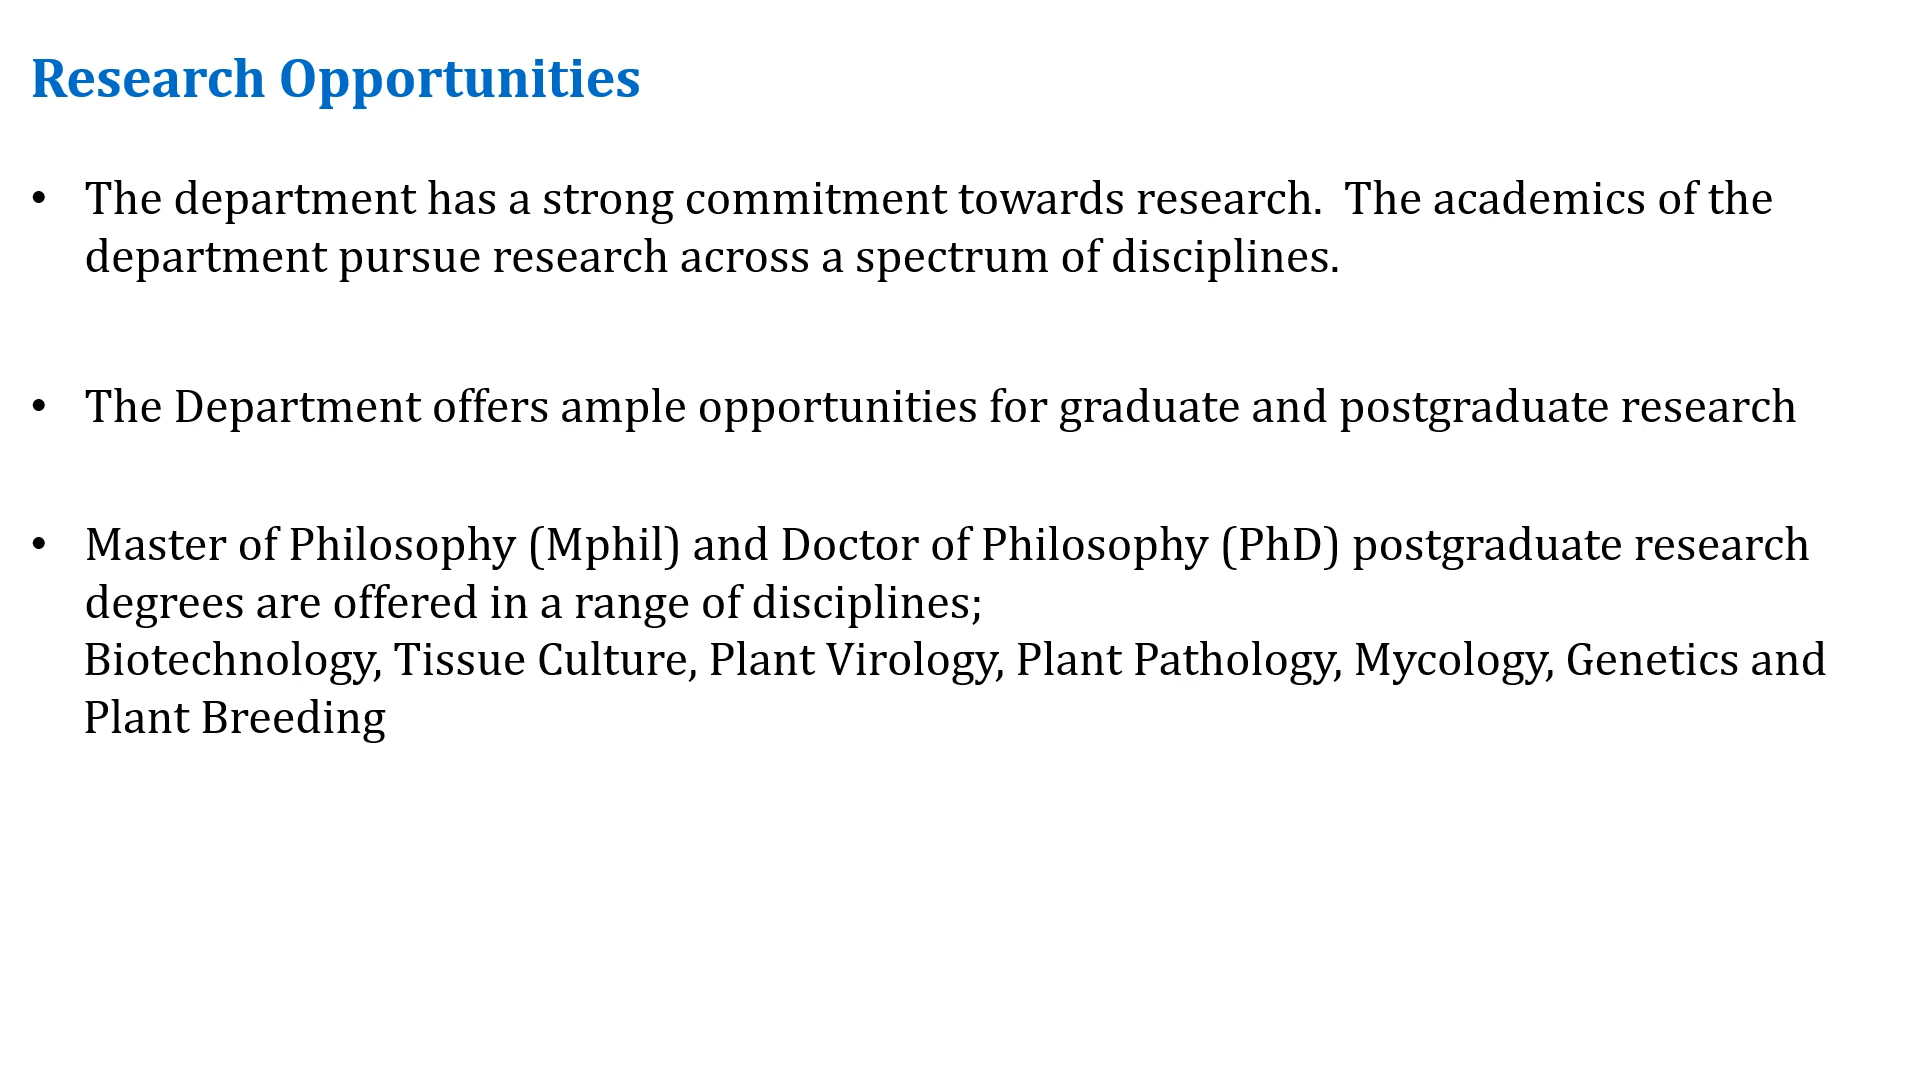 Research Opportunities
• The department has a strong commitment towards research.  The academics of the
department pursue research across a spectrum of disciplines.
• The Department offers ample opportunities for graduate and postgraduate research
• Master of Philosophy (Mphil) and Doctor of Philosophy (PhD) postgraduate research
degrees are offered in a range of disciplines;
Biotechnology, Tissue Culture, Plant Virology, Plant Pathology, Mycology, Genetics and
Plant Breeding